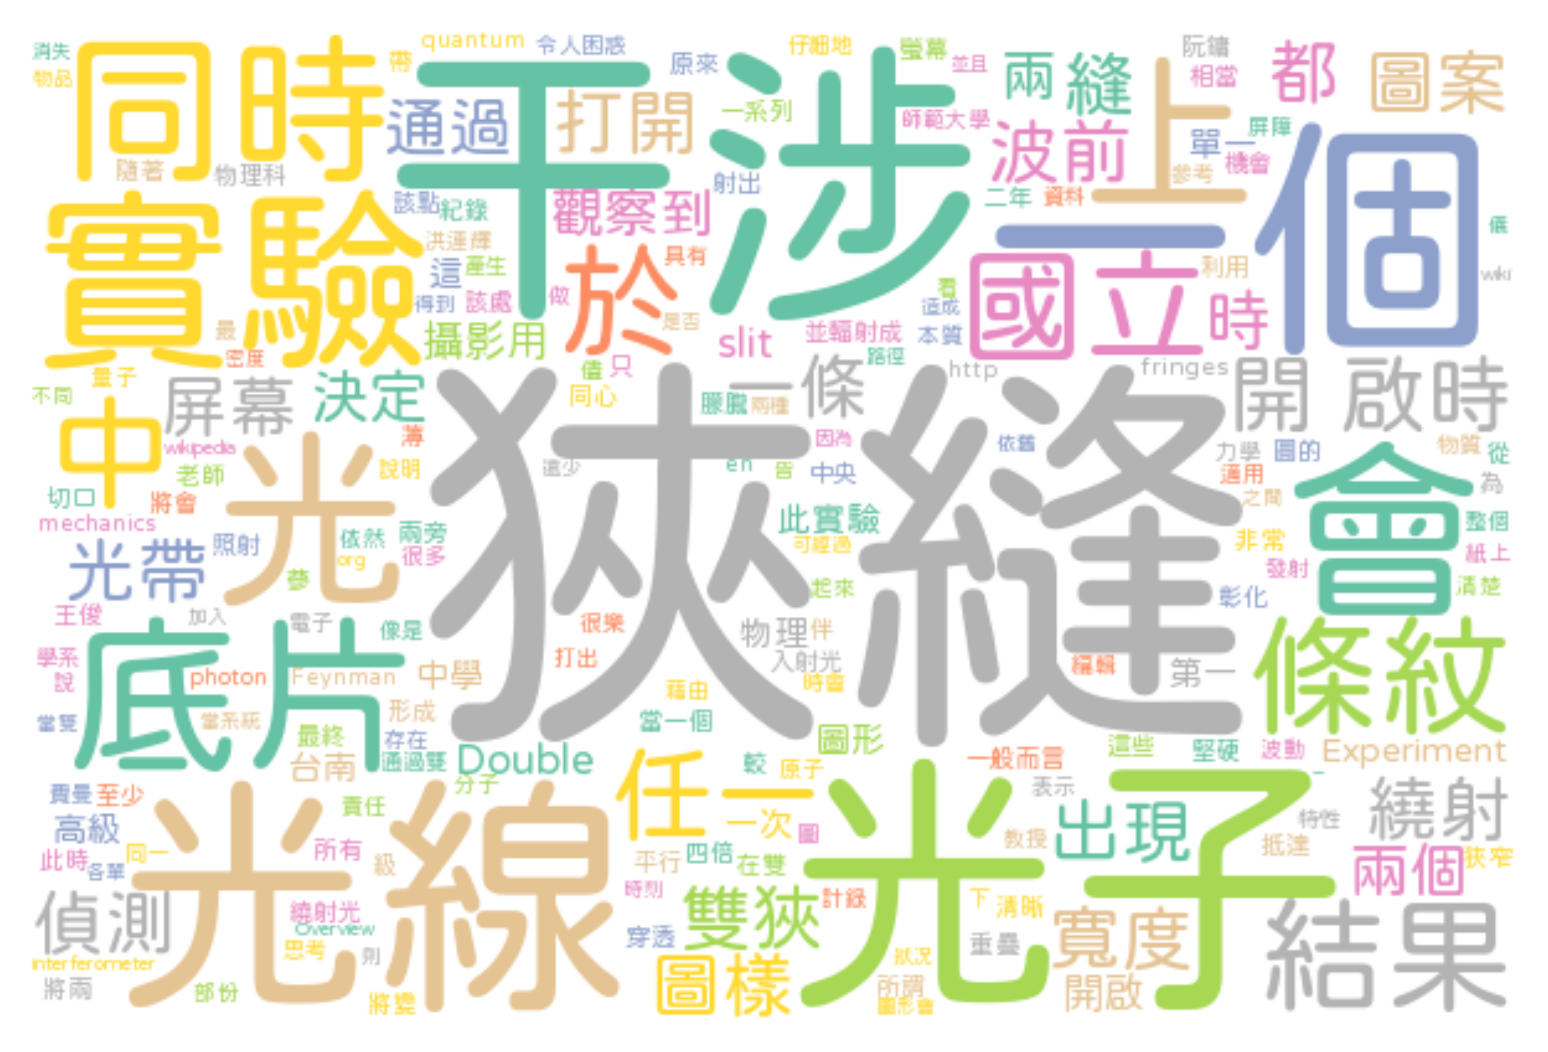 消失
物品
同時
帶
quantum
令人困惑
原來
仔細地
螢幕
並且
兩縫
阮鏞
相當
都
圖案
干涉
通過
打開
一系列
師範大學
波前
上
單一
屏障
機會
參考
個
隨著
物理科
實驗
該點
紀錄
洪連輝
觀察到
射出
二年
資料
儀
這
產生
得到
該處
做
於
具有
是否
看
造成
本質
國立
利用
時
wiki
最
密度
攝影用
slit
並輻射成
路徑
http
fringes
量子
不同
屏幕
決定
儘
只
同心
一條
朦朧
兩種
開
啟時
中
wikipedia
老師
薄
說明
光
狹縫
遠少
en
皆
因為
中央
依舊
力學
圓的
適用
之間
物質
從
為
切口
將會
mechanics
光帶
照射
依然
兩旁
很多
org
此實驗
可經過
起來
非常
發射
彰化
會
整個
紙上
清楚
王俊
加入
電子
像是
很樂
打出
物理
伴
入射光
時會
編輯
第一
條紋
學系
說
底片
photon
Feynman
中學
當雙
當系統
最終
形成
存在
台南
通過雙
Double
藉由
當一個
圖形
較
原子
一般而言
這些
堅硬
波動
Experiment
費曼
至少
高級
此時
各單
同一
光線
責任
所有
級
分子
任一
一次
圖
表示
教授
出現
光子
特性
抵達
繞射
兩個
狹窄
偵測
繞射光
Overview
思考
則
interferometer
將兩
部份
將變
平行
四倍
在雙
時刻
雙狹
計錄
穿透
圖樣
下
清晰
狀況
重疊
所謂
圖形會
寬度
開啟
結果